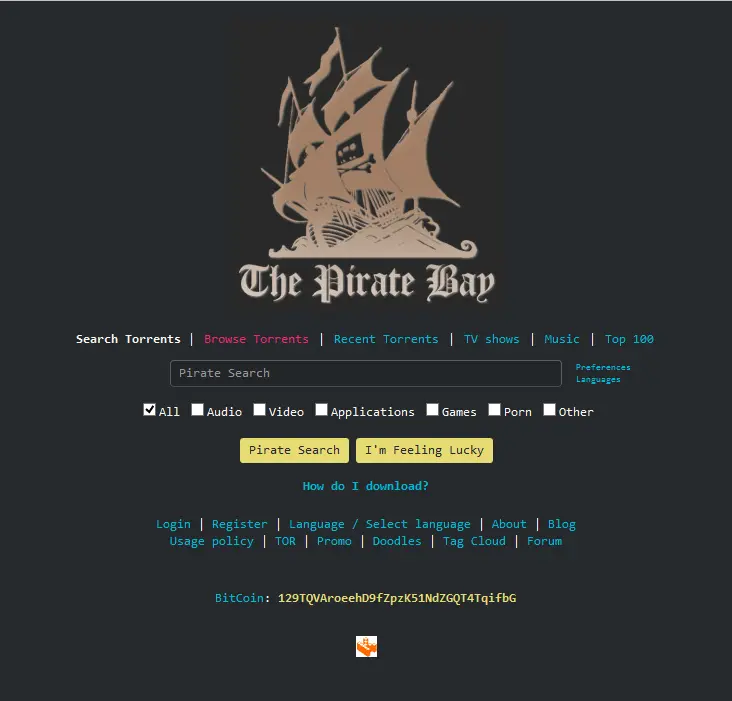 The Pirate Bay
Search Torrents | Browse Torrents | Recent Torrents | TV shows | Music | Top 100
Pirate Search
Preferences
Languages
All Audio Video Applications Games Porn Other
Pirate Search I'm Feeling Lucky
How do I download?
Login | Register | Language / Select language | About | Blog
Usage policy | TOR | Promo | Doodles | Tag Cloud | Forum
BitCoin: 129TQVAroeehD9fZpzK51NdZGQT4TqifbG